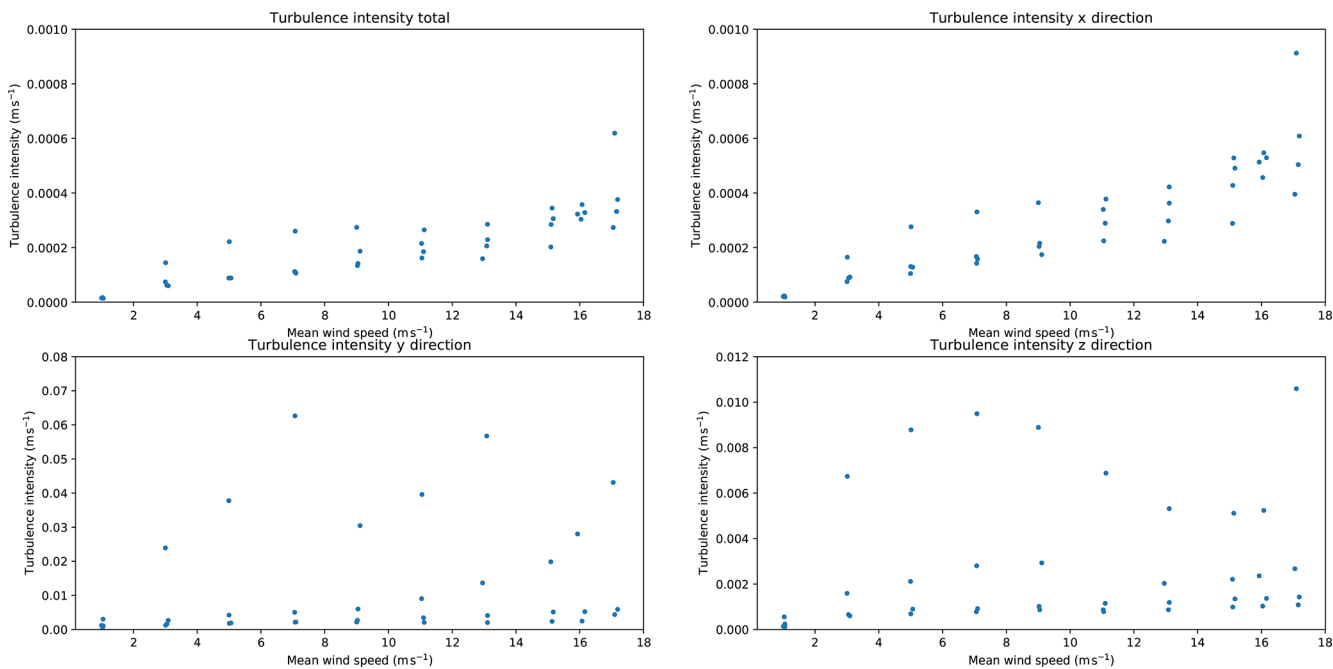 Turbulence intensity total
Turbulence intensity (m s⁻¹)
0.0010
0.0008
0.0006
0.0004
0.0002
0.0000
2 4 6 8 10 12 14 16 18
Mean wind speed (m s⁻¹)
Turbulence intensity x direction
Turbulence intensity (m s⁻¹)
0.0010
0.0008
0.0006
0.0004
0.0002
0.0000
2 4 6 8 10 12 14 16 18
Mean wind speed (m s⁻¹)
Turbulence intensity y direction
Turbulence intensity (m s⁻¹)
0.08
0.07
0.06
0.05
0.04
0.03
0.02
0.01
0.00
2 4 6 8 10 12 14 16 18
Mean wind speed (m s⁻¹)
Turbulence intensity z direction
Turbulence intensity (m s⁻¹)
0.012
0.010
0.008
0.006
0.004
0.002
0.000
2 4 6 8 10 12 14 16 18
Mean wind speed (m s⁻¹)